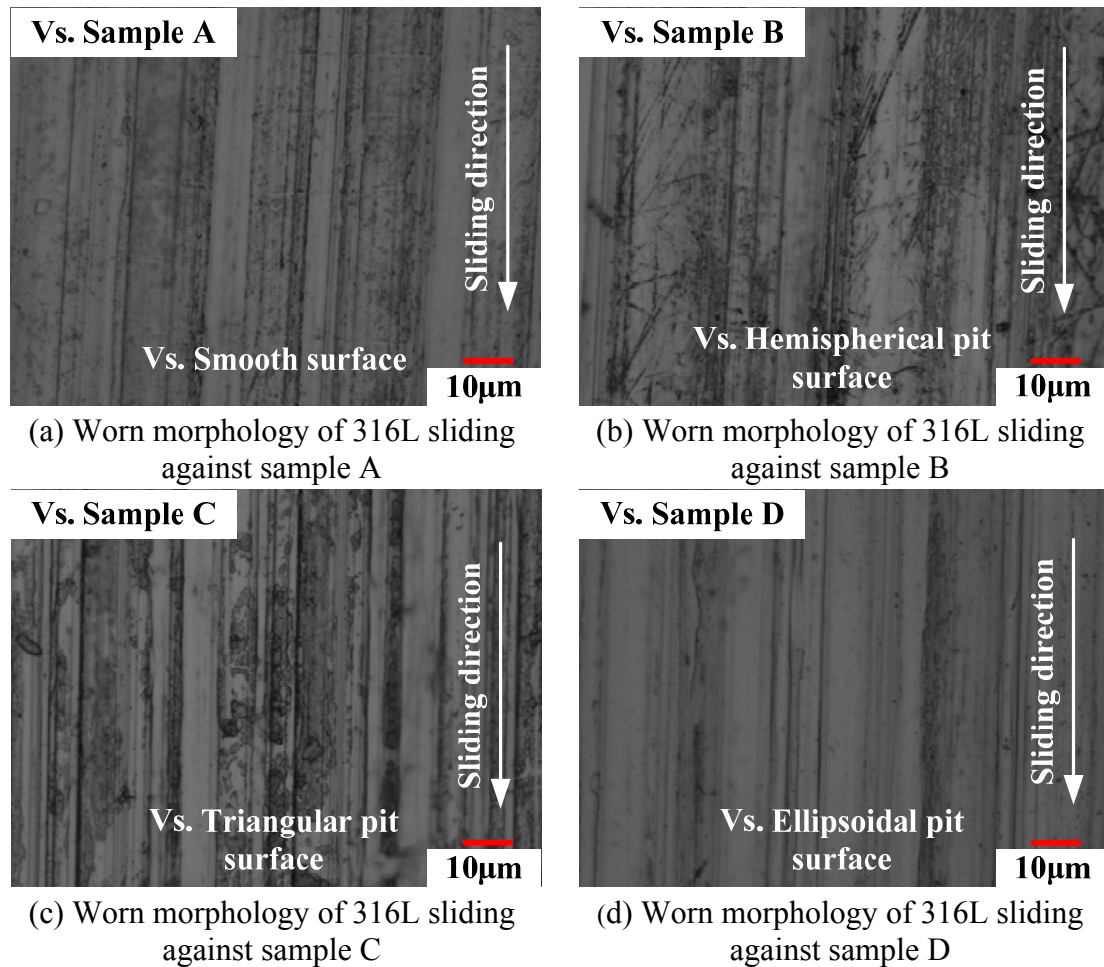 Vs. Sample A
Sliding direction
Vs. Smooth surface
10μm
(a) Worn morphology of 316L sliding
against sample A
Vs. Sample B
Sliding direction
Vs. Hemispherical pit
surface
10μm
(b) Worn morphology of 316L sliding
against sample B
Vs. Sample C
Sliding direction
Vs. Triangular pit
surface
10μm
(c) Worn morphology of 316L sliding
against sample C
Vs. Sample D
Sliding direction
Vs. Ellipsoidal pit
surface
10μm
(d) Worn morphology of 316L sliding
against sample D